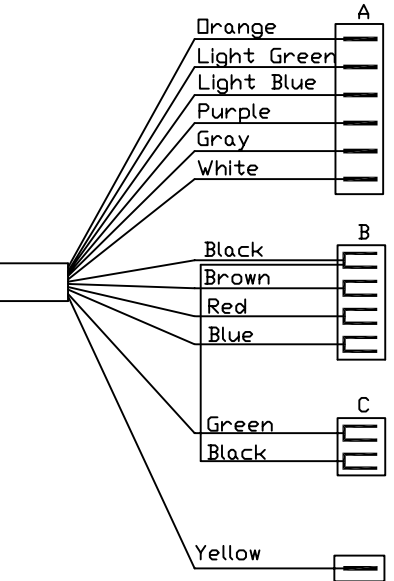 A
Orange
Light Green
Light Blue
Purple
Gray
White
B
Black
Brown
Red
Blue
C
Green
Black
Yellow